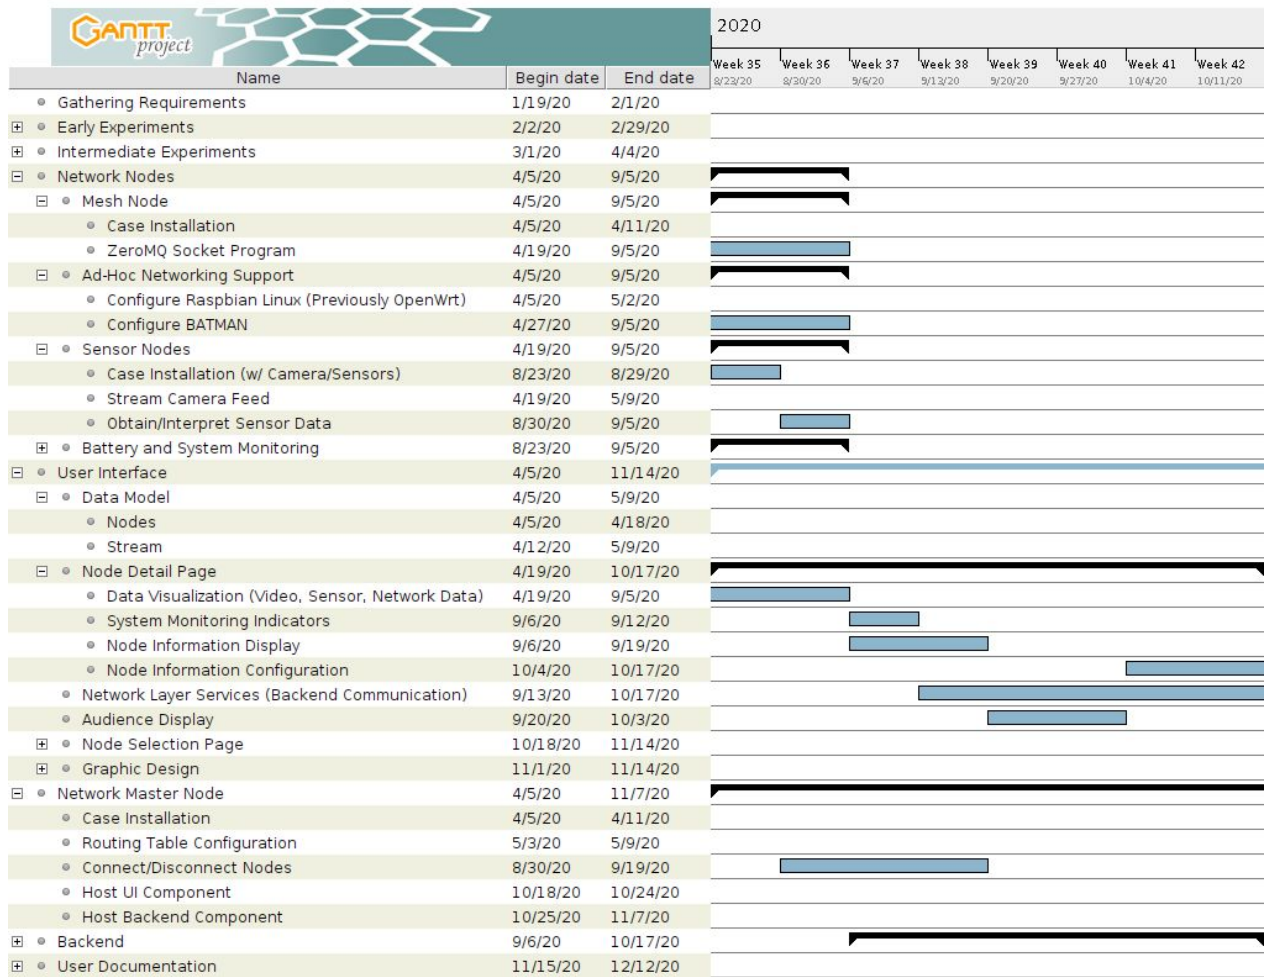 GANTT
project
2020
Week 35 Week 36 Week 37 Week 38 Week 39 Week 40 Week 41 Week 42
8/23/20 8/30/20 9/6/20 9/13/20 9/20/20 9/27/20 10/4/20 10/11/20
Name Begin date End date
Gathering Requirements 1/19/20 2/1/20
Early Experiments 2/2/20 2/29/20
Intermediate Experiments 3/1/20 4/4/20
Network Nodes 4/5/20 9/5/20
Mesh Node 4/5/20 9/5/20
Case Installation 4/5/20 4/11/20
ZeroMQ Socket Program 4/19/20 9/5/20
Ad-Hoc Networking Support 4/5/20 9/5/20
Configure Raspbian Linux (Previously OpenWrt) 4/5/20 5/2/20
Configure BATMAN 4/27/20 9/5/20
Sensor Nodes 4/19/20 9/5/20
Case Installation (w/ Camera/Sensors) 8/23/20 8/29/20
Stream Camera Feed 4/19/20 5/9/20
Obtain/Interpret Sensor Data 8/30/20 9/5/20
Battery and System Monitoring 8/23/20 9/5/20
User Interface 4/5/20 11/14/20
Data Model 4/5/20 5/9/20
Nodes 4/5/20 4/18/20
Stream 4/12/20 5/9/20
Node Detail Page 4/19/20 10/17/20
Data Visualization (Video, Sensor, Network Data) 4/19/20 9/5/20
System Monitoring Indicators 9/6/20 9/12/20
Node Information Display 9/6/20 9/19/20
Node Information Configuration 10/4/20 10/17/20
Network Layer Services (Backend Communication) 9/13/20 10/17/20
Audience Display 9/20/20 10/3/20
Node Selection Page 10/18/20 11/14/20
Graphic Design 11/1/20 11/14/20
Network Master Node 4/5/20 11/7/20
Case Installation 4/5/20 4/11/20
Routing Table Configuration 5/3/20 5/9/20
Connect/Disconnect Nodes 8/30/20 9/19/20
Host UI Component 10/18/20 10/24/20
Host Backend Component 10/25/20 11/7/20
Backend 9/6/20 10/17/20
User Documentation 11/15/20 12/12/20